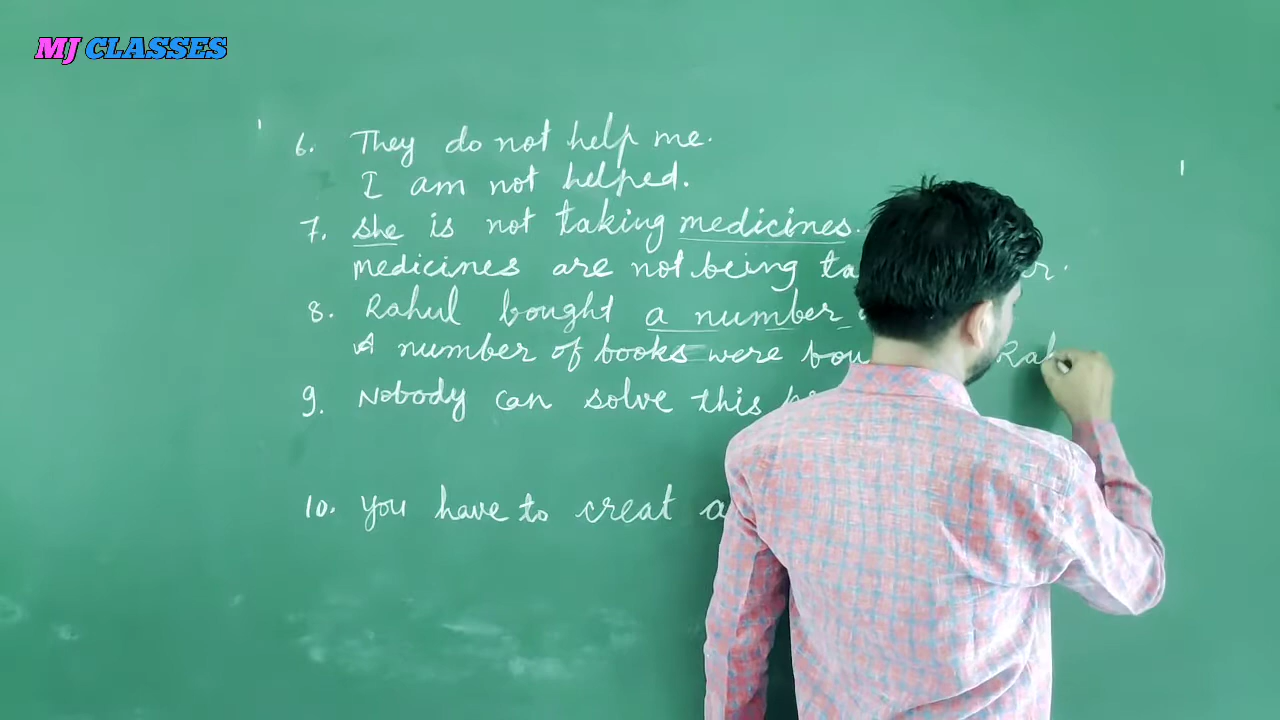 MJ CLASSES
6. They do not help me.
I am not helped.
7. she is not taking medicines.
medicines are not being ta
8. Rahul bought a number
A number of books were bou Rah
9. Nobody can solve this
10. You have to creat a